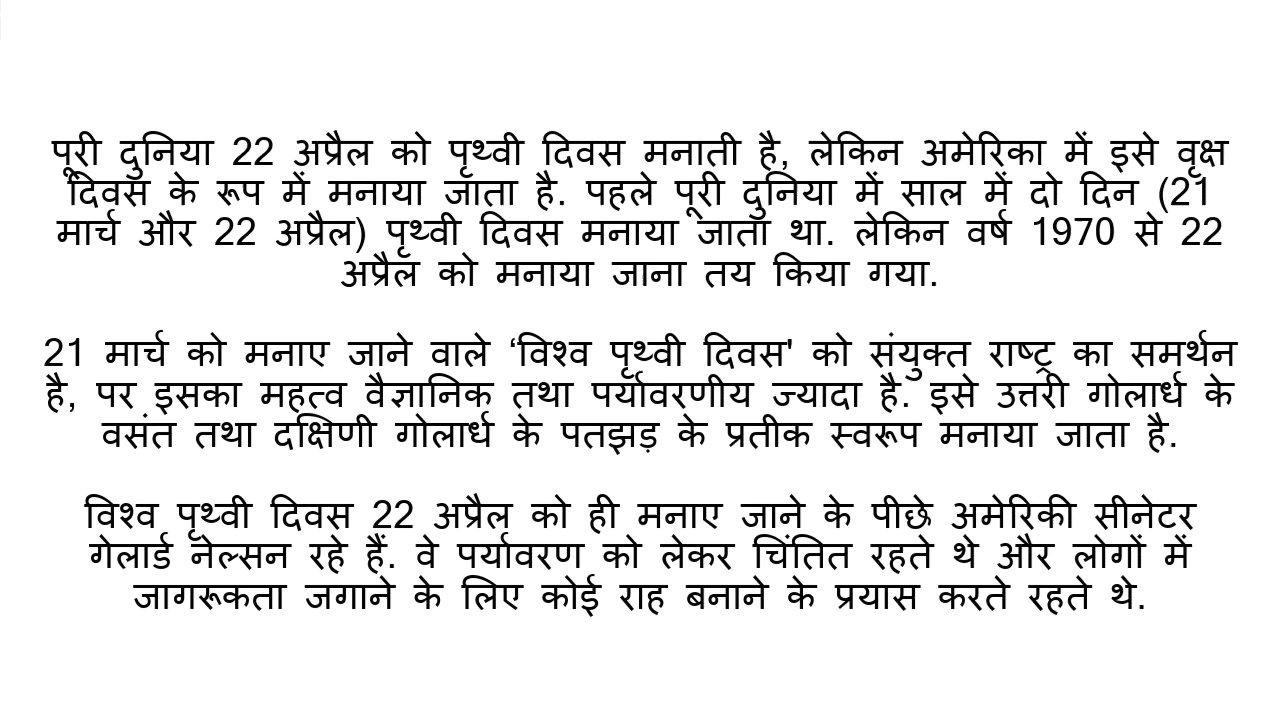 पूरी दुनिया 22 अप्रैल को पृथ्वी दिवस मनाती है, लेकिन अमेरिका में इसे वृक्ष
दिवस के रूप में मनाया जाता है. पहले पूरी दुनिया में साल में दो दिन (21
मार्च और 22 अप्रैल) पृथ्वी दिवस मनाया जाता था. लेकिन वर्ष 1970 से 22
अप्रैल को मनाया जाना तय किया गया.
21 मार्च को मनाए जाने वाले ‘विश्व पृथ्वी दिवस' को संयुक्त राष्ट्र का समर्थन
है, पर इसका महत्व वैज्ञानिक तथा पर्यावरणीय ज्यादा है. इसे उत्तरी गोलार्ध के
वसंत तथा दक्षिणी गोलार्ध के पतझड़ के प्रतीक स्वरूप मनाया जाता है.
विश्व पृथ्वी दिवस 22 अप्रैल को ही मनाए जाने के पीछे अमेरिकी सीनेटर
गेलार्ड नेल्सन रहे हैं. वे पर्यावरण को लेकर चिंतित रहते थे और लोगों में
जागरूकता जगाने के लिए कोई राह बनाने के प्रयास करते रहते थे.